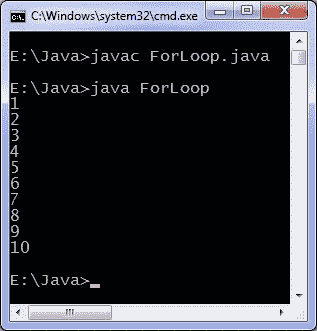 C:\Windows\system32\cmd.exe
E:\Java>javac ForLoop.java
E:\Java>java ForLoop
1
2
3
4
5
6
7
8
9
10
E:\Java>_